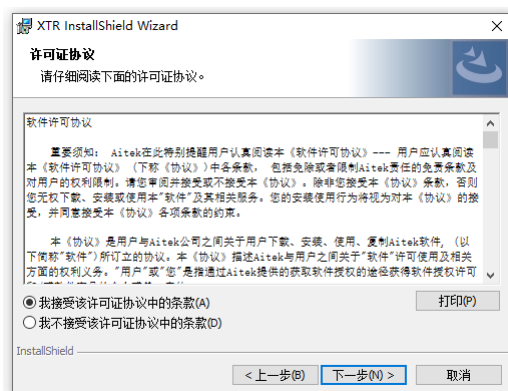 XTR InstallShield Wizard
许可证协议
请仔细阅读下面的许可证协议。
软件许可协议
重要须知： Aitek在此特别提醒用户认真阅读本《软件许可协议》--- 用户应认真阅读
本《软件许可协议》（下称《协议》）中各条款， 包括免除或者限制Aitek责任的免责条款及
对用户的权利限制。请您审阅并接受或不接受本《协议》。除非您接受本《协议》条款，否则
您无权下载、安装或使用本"软件"及其相关服务。您的安装使用行为将视为对本《协议》的接
受，并同意接受本《协议》各项条款的约束。
本《协议》是用户与Aitek公司之间关于用户下载、安装、使用、复制Aitek软件，（以
下简称"软件"）所订立的协议。本《协议》描述Aitek与用户之间关于"软件"许可使用及相关
方面的权利义务。"用户"或"您"是指通过Aitek提供的获取软件授权的途径获得软件授权许可
我接受该许可证协议中的条款(A)
打印(P)
我不接受该许可证协议中的条款(D)
InstallShield
< 上一步(B)
下一步(N) >
取消